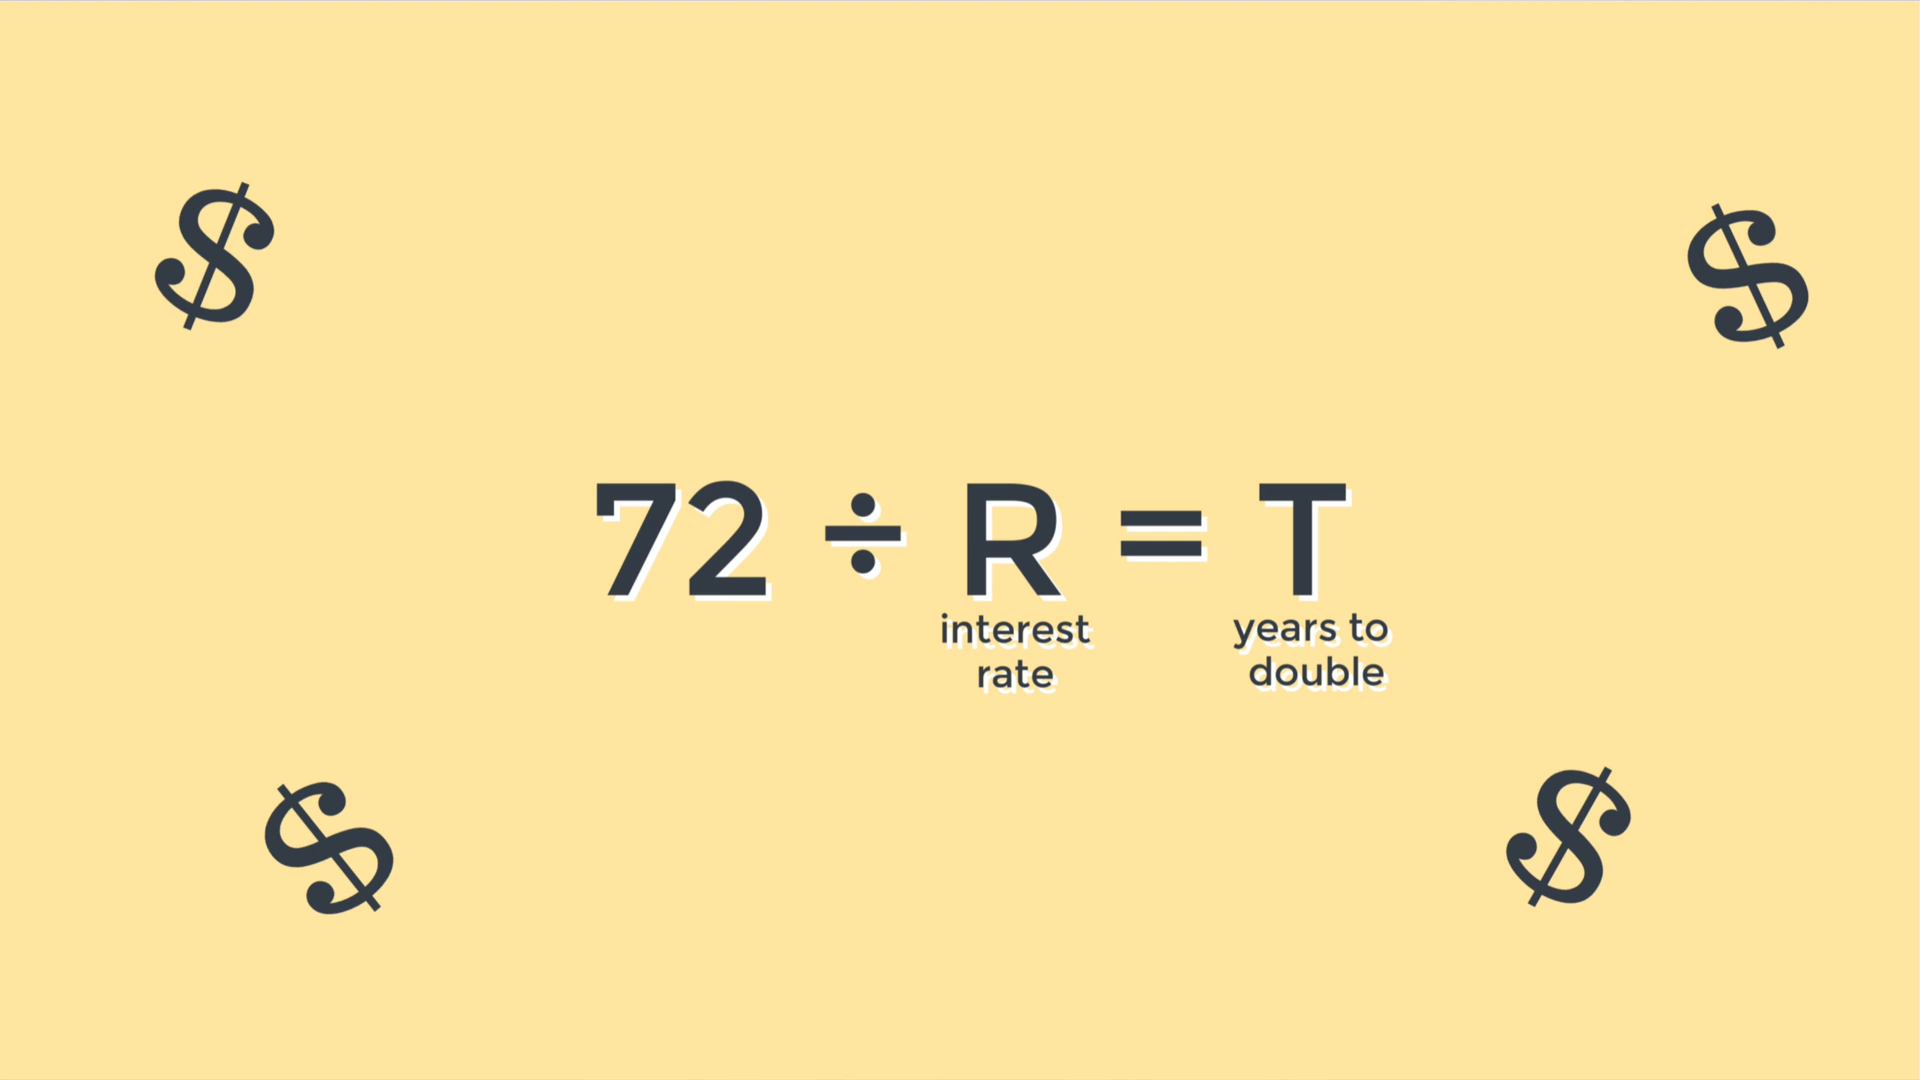 $ $
72 ÷ R = T
interest years to
rate double
$ $